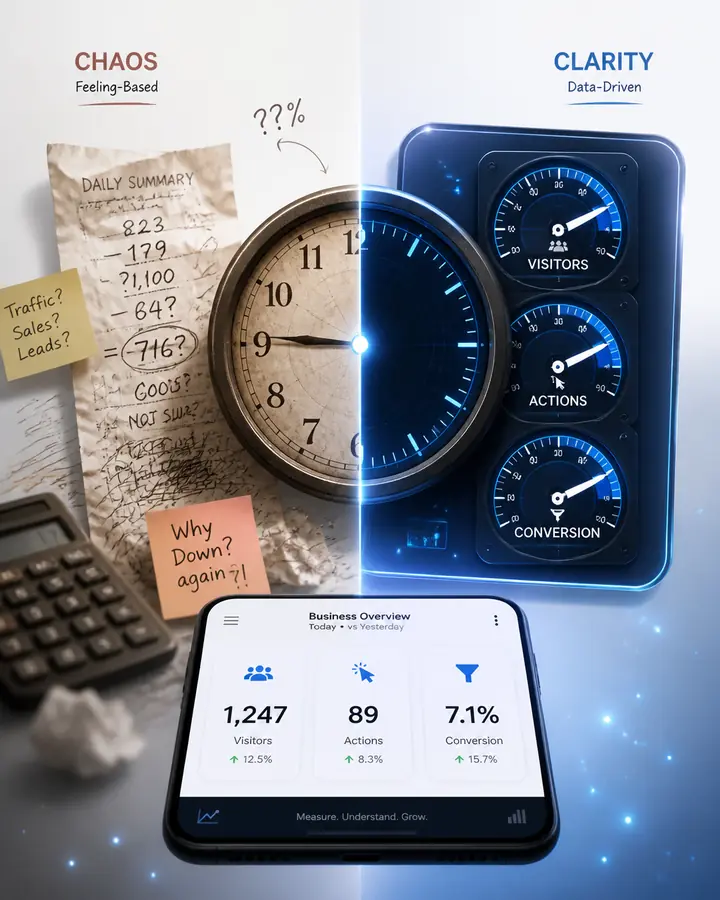 CHAOS
Feeling-Based
CLARITY
Data-Driven
??%
DAILY SUMMARY
823
- 179
- ?1,100
- 64?
= -716?
NOT SURE?
Traffic?
Sales?
Leads?
Why
Down?
again?!
11
12
10
9
8
7
6
VISITORS
ACTIONS
CONVERSION
Business Overview
Today • vs Yesterday
1,247
89
7.1%
Visitors
Actions
Conversion
↑ 12.5%
↑ 8.3%
↑ 15.7%
Measure. Understand. Grow.